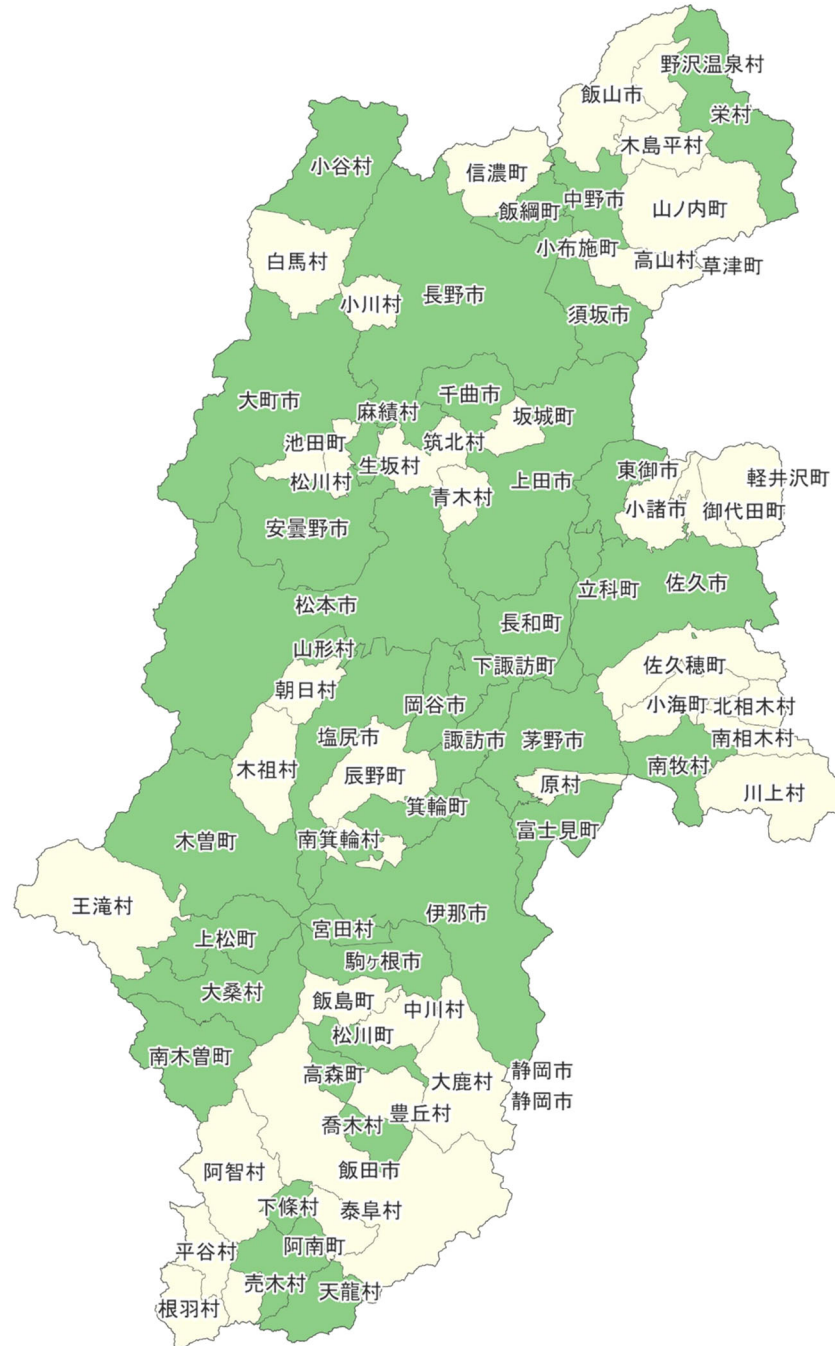 野沢温泉村
飯山市
栄村
木島平村
小谷村
信濃町
飯綱町
中野市
山ノ内町
小布施町
白馬村
高山村
草津町
小川村
長野市
須坂市
千曲市
大町市
麻績村
坂城町
池田町
筑北村
生坂村
東御市
軽井沢町
松川村
青木村
上田市
小諸市
御代田町
安曇野市
立科町
佐久市
松本市
長和町
山形村
下諏訪町
佐久穂町
朝日村
岡谷市
小海町
北相木村
塩尻市
諏訪市
茅野市
南相木村
木祖村
辰野町
南牧村
原村
川上村
箕輪町
富士見町
木曽町
南箕輪村
王滝村
伊那市
上松町
宮田村
駒ヶ根市
大桑村
飯島町
中川村
松川町
南木曽町
高森町
大鹿村
静岡市
静岡市
豊丘村
喬木村
阿智村
飯田市
下條村
泰阜村
平谷村
阿南町
売木村
天龍村
根羽村